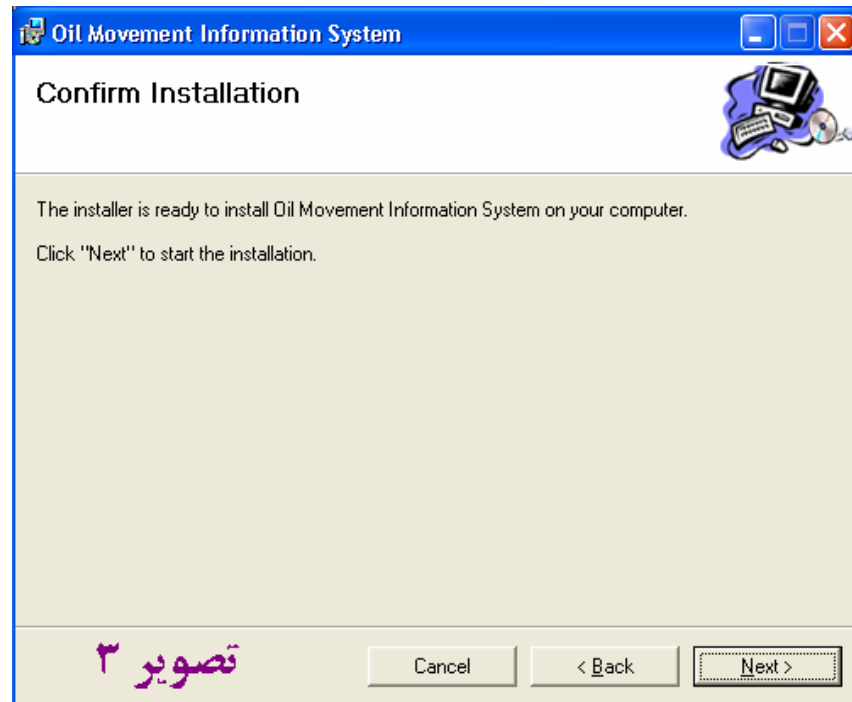 Oil Movement Information System
Confirm Installation
The installer is ready to install Oil Movement Information System on your computer.
Click "Next" to start the installation.
تصوير ۳
Cancel
< Back
Next >